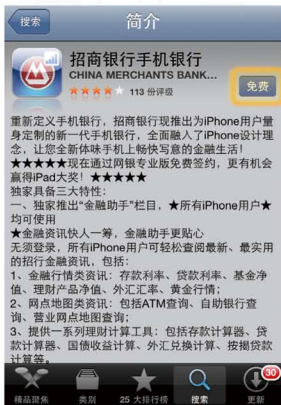 搜索
简介
招商银行手机银行
CHINA MERCHANTS BANK...
113 份评级
免费
重新定义手机银行，招商银行现推出为iPhone用户量
身定制的新一代手机银行，全面融入了iPhone设计理
念，让您全新体味手机上畅快写意的金融生活！
★★★★★现在通过网银专业版免费签约，更有机会
赢得iPad大奖！★★★★★
独家具备三大特性：
一、独家推出“金融助手”栏目，★所有iPhone用户★
均可使用
★金融资讯快人一筹，金融助手更贴心
无须登录，所有iPhone用户可轻松查阅最新、最实用
的招行金融资讯，包括：
1、金融行情类资讯：存款利率、贷款利率、基金净
值、理财产品净值、外汇汇率、黄金行情；
2、网点地图类资讯：包括ATM查询、自助银行查
询、营业网点地图查询；
3、提供一系列理财计算工具：包括存款计算器、贷
款计算器、国债收益计算、外汇兑换计算、按揭贷款
计算等。
30
精品聚焦
类别
25 大排行榜
搜索
更新